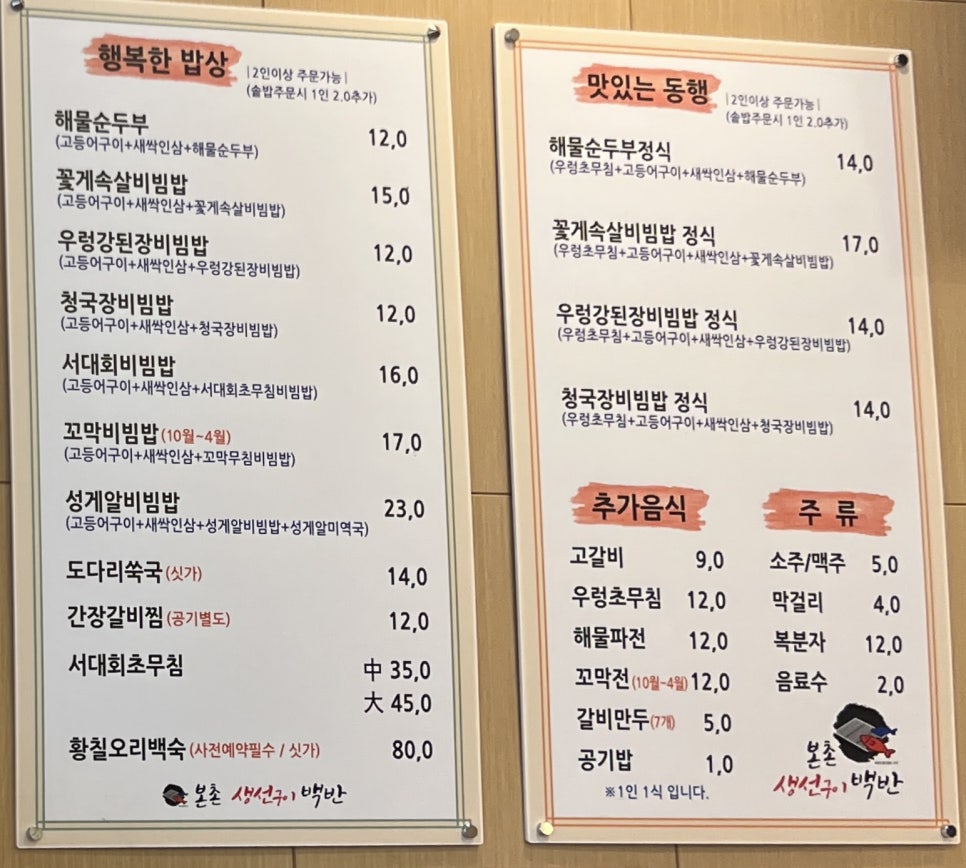 행복한 밥상 |2인이상 주문가능|
(솥밥주문시 1인 2.0추가)
해물순두부 12,0
(고등어구이+새싹인삼+해물순두부)
꽃게속살비빔밥 15,0
(고등어구이+새싹인삼+꽃게속살비빔밥)
우렁강된장비빔밥 12,0
(고등어구이+새싹인삼+우렁강된장비빔밥)
청국장비빔밥 12,0
(고등어구이+새싹인삼+청국장비빔밥)
서대회비빔밥 16,0
(고등어구이+새싹인삼+서대회초무침비빔밥)
꼬막비빔밥(10월~4월) 17,0
(고등어구이+새싹인삼+꼬막무침비빔밥)
성게알비빔밥 23,0
(고등어구이+새싹인삼+성게알비빔밥+성게알미역국)
도다리쑥국(싯가) 14,0
간장갈비찜(공기별도) 12,0
서대회초무침 中 35,0
大 45,0
황칠오리백숙(사전예약필수 / 싯가) 80,0
본촌 생선구이 백반
맛있는 동행 |2인이상 주문가능|
(솥밥주문시 1인 2.0추가)
해물순두부정식 14,0
(우렁초무침+고등어구이+새싹인삼+해물순두부)
꽃게속살비빔밥 정식 17,0
(우렁초무침+고등어구이+새싹인삼+꽃게속살비빔밥)
우렁강된장비빔밥 정식 14,0
(우렁초무침+고등어구이+새싹인삼+우렁강된장비빔밥)
청국장비빔밥 정식 14,0
(우렁초무침+고등어구이+새싹인삼+청국장비빔밥)
추가음식
고갈비 9,0
우렁초무침 12,0
해물파전 12,0
꼬막전(10월~4월) 12,0
갈비만두(7개) 5,0
공기밥 1,0
※1인 1식 입니다.
주 류
소주/맥주 5,0
막걸리 4,0
복분자 12,0
음료수 2,0
본촌
생선구이 백반